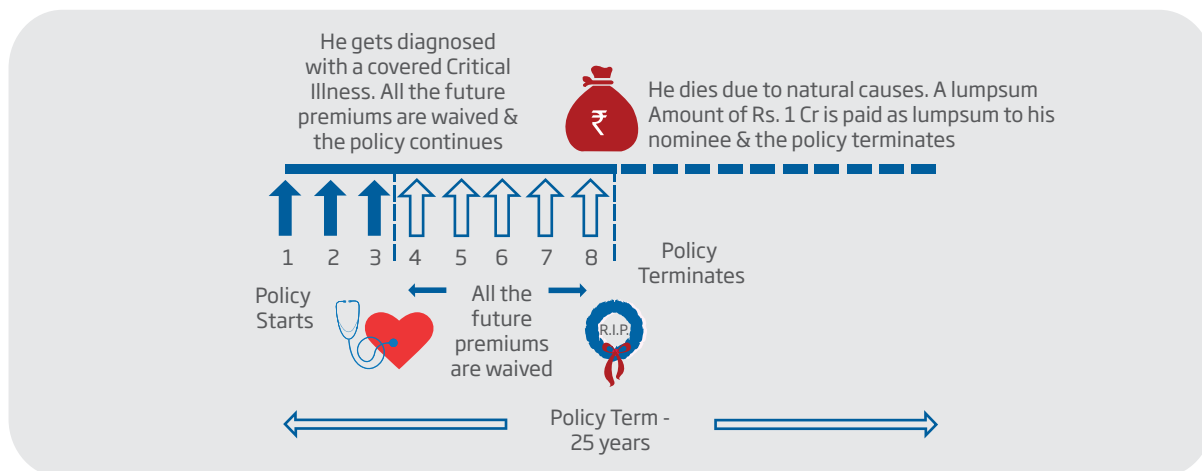 He gets diagnosed
with a covered Critical
Illness. All the future
premiums are waived &
the policy continues
₹
He dies due to natural causes. A lumpsum
Amount of Rs. 1 Cr is paid as lumpsum to his
nominee & the policy terminates
1 2 3 4 5 6 7 8
Policy
Starts
All the
future
premiums
are waived
Policy
Terminates
R.I.P.
Policy Term -
25 years